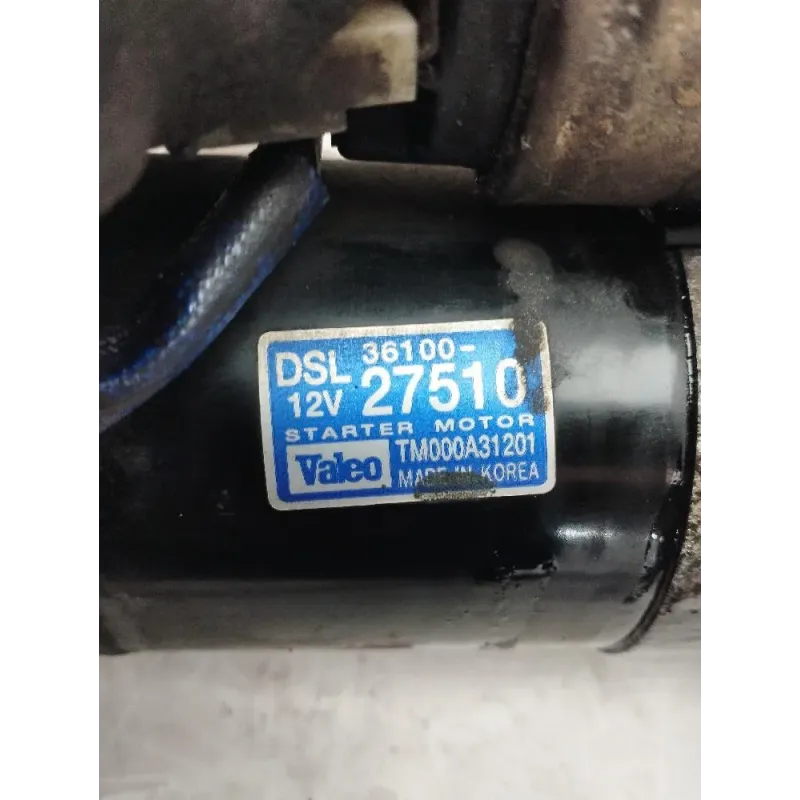 DSL 36100-
12V 27510
STARTER MOTOR
Valeo TM000A31201
MADE IN KOREA